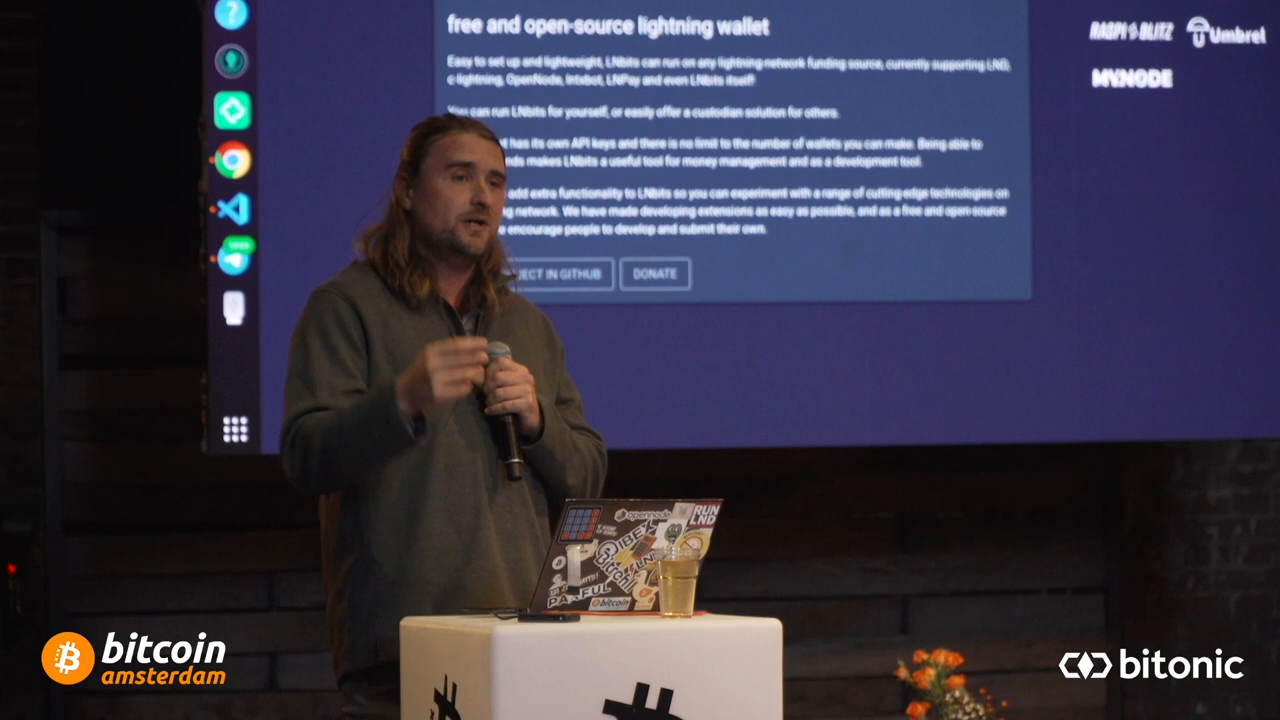 free and open-source lightning wallet
Easy to set up and lightweight, LNbits can run on any lightning network funding source, currently supporting LND,
c-lightning, OpenNode, lntxbot, LNPay and even LNbits itself!
You can run LNbits for yourself, or easily offer a custodian solution for others.
has its own API keys and there is no limit to the number of wallets you can make. Being able to
makes LNbits a useful tool for money management and as a development tool.
add extra functionality to LNbits so you can experiment with a range of cutting-edge technologies on
network. We have made developing extensions as easy as possible, and as a free and open-source
encourage people to develop and submit their own.
IN GITHUB
DONATE
RASPIBLITZ
Umbrel
MYNODE
opennode
RUN
LND
IBEX
bitcoin
bitcoin
amsterdam
bitonic